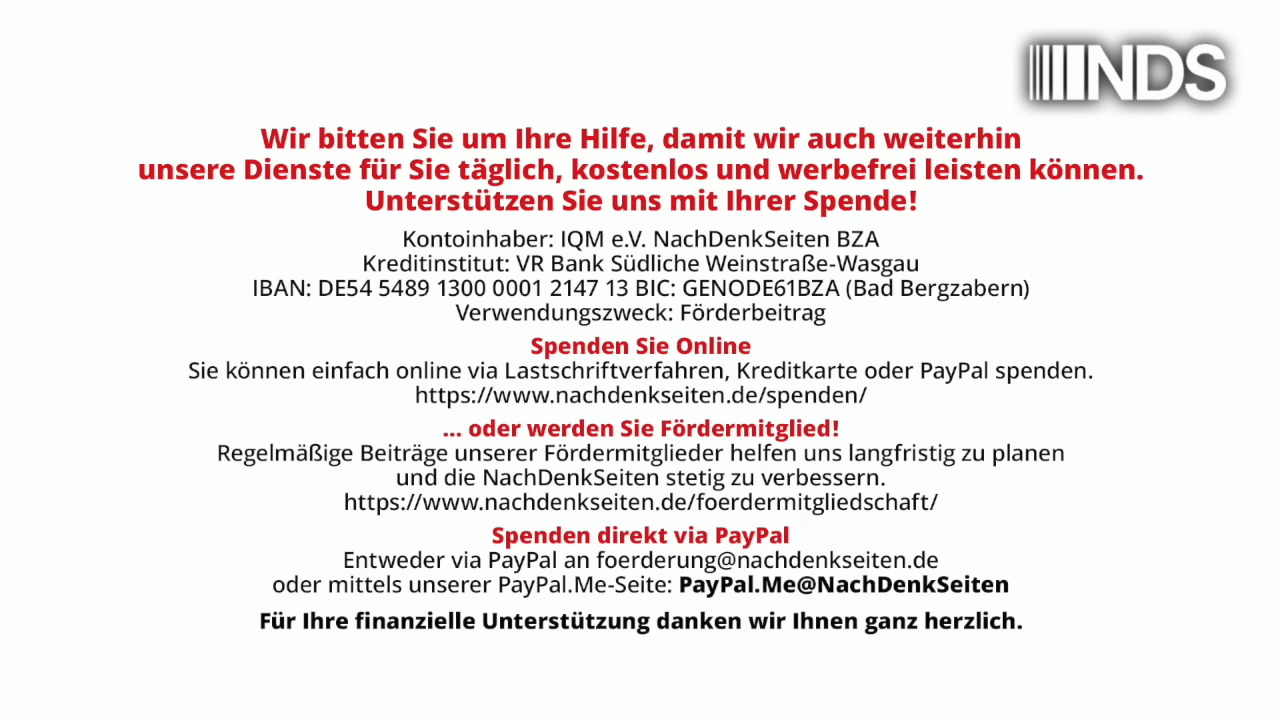 NDS
Wir bitten Sie um Ihre Hilfe, damit wir auch weiterhin
unsere Dienste für Sie täglich, kostenlos und werbefrei leisten können.
Unterstützen Sie uns mit Ihrer Spende!
Kontoinhaber: IQM e.V. NachDenkSeiten BZA
Kreditinstitut: VR Bank Südliche Weinstraße-Wasgau
IBAN: DE54 5489 1300 0001 2147 13 BIC: GENODE61BZA (Bad Bergzabern)
Verwendungszweck: Förderbeitrag
Spenden Sie Online
Sie können einfach online via Lastschriftverfahren, Kreditkarte oder PayPal spenden.
https://www.nachdenkseiten.de/spenden/
... oder werden Sie Fördermitglied!
Regelmäßige Beiträge unserer Fördermitglieder helfen uns langfristig zu planen
und die NachDenkSeiten stetig zu verbessern.
https://www.nachdenkseiten.de/foerdermitgliedschaft/
Spenden direkt via PayPal
Entweder via PayPal an foerderung@nachdenkseiten.de
oder mittels unserer PayPal.Me-Seite: PayPal.Me@NachDenkSeiten
Für Ihre finanzielle Unterstützung danken wir Ihnen ganz herzlich.